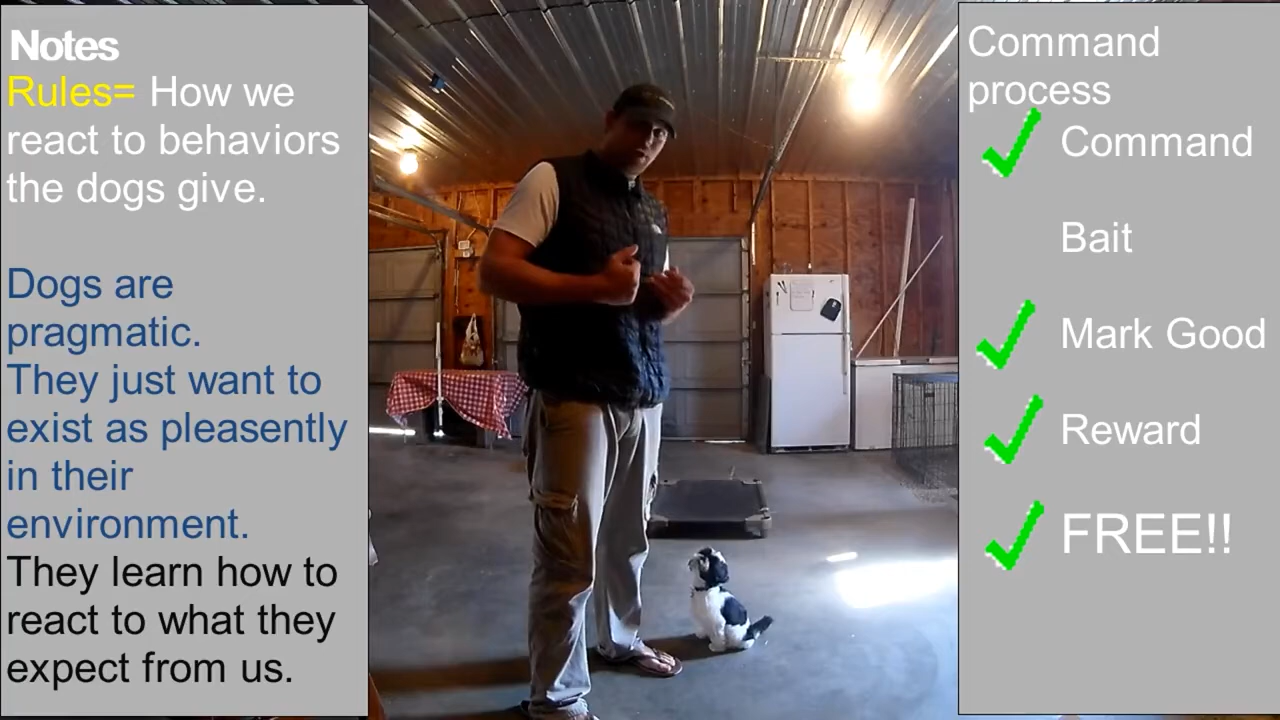 Notes
Rules= How we
react to behaviors
the dogs give.
Dogs are
pragmatic.
They just want to
exist as pleasently
in their
environment.
They learn how to
react to what they
expect from us.
Command
process
Command
Bait
Mark Good
Reward
FREE!!